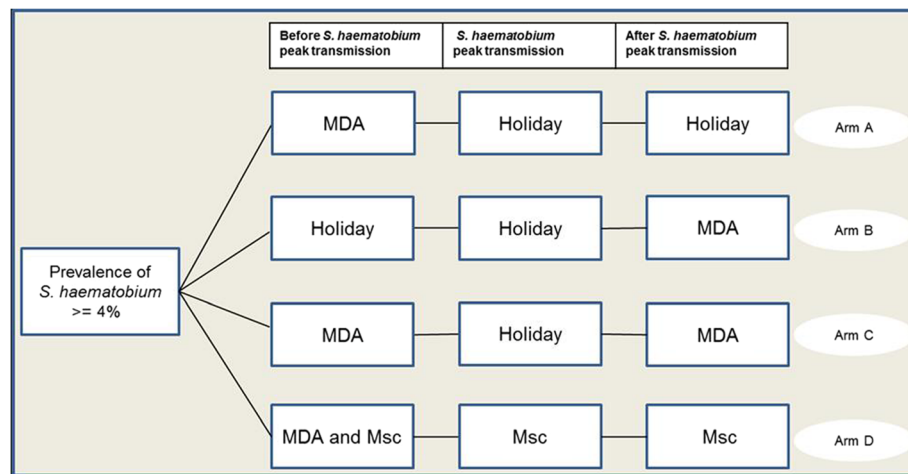 Before S. haematobium
peak transmission
S. haematobium
peak transmission
After S. haematobium
peak transmission
MDA
Holiday
Holiday
Arm A
Holiday
Holiday
MDA
Arm B
Prevalence of
S. haematobium
>= 4%
MDA
Holiday
MDA
Arm C
MDA and Msc
Msc
Msc
Arm D